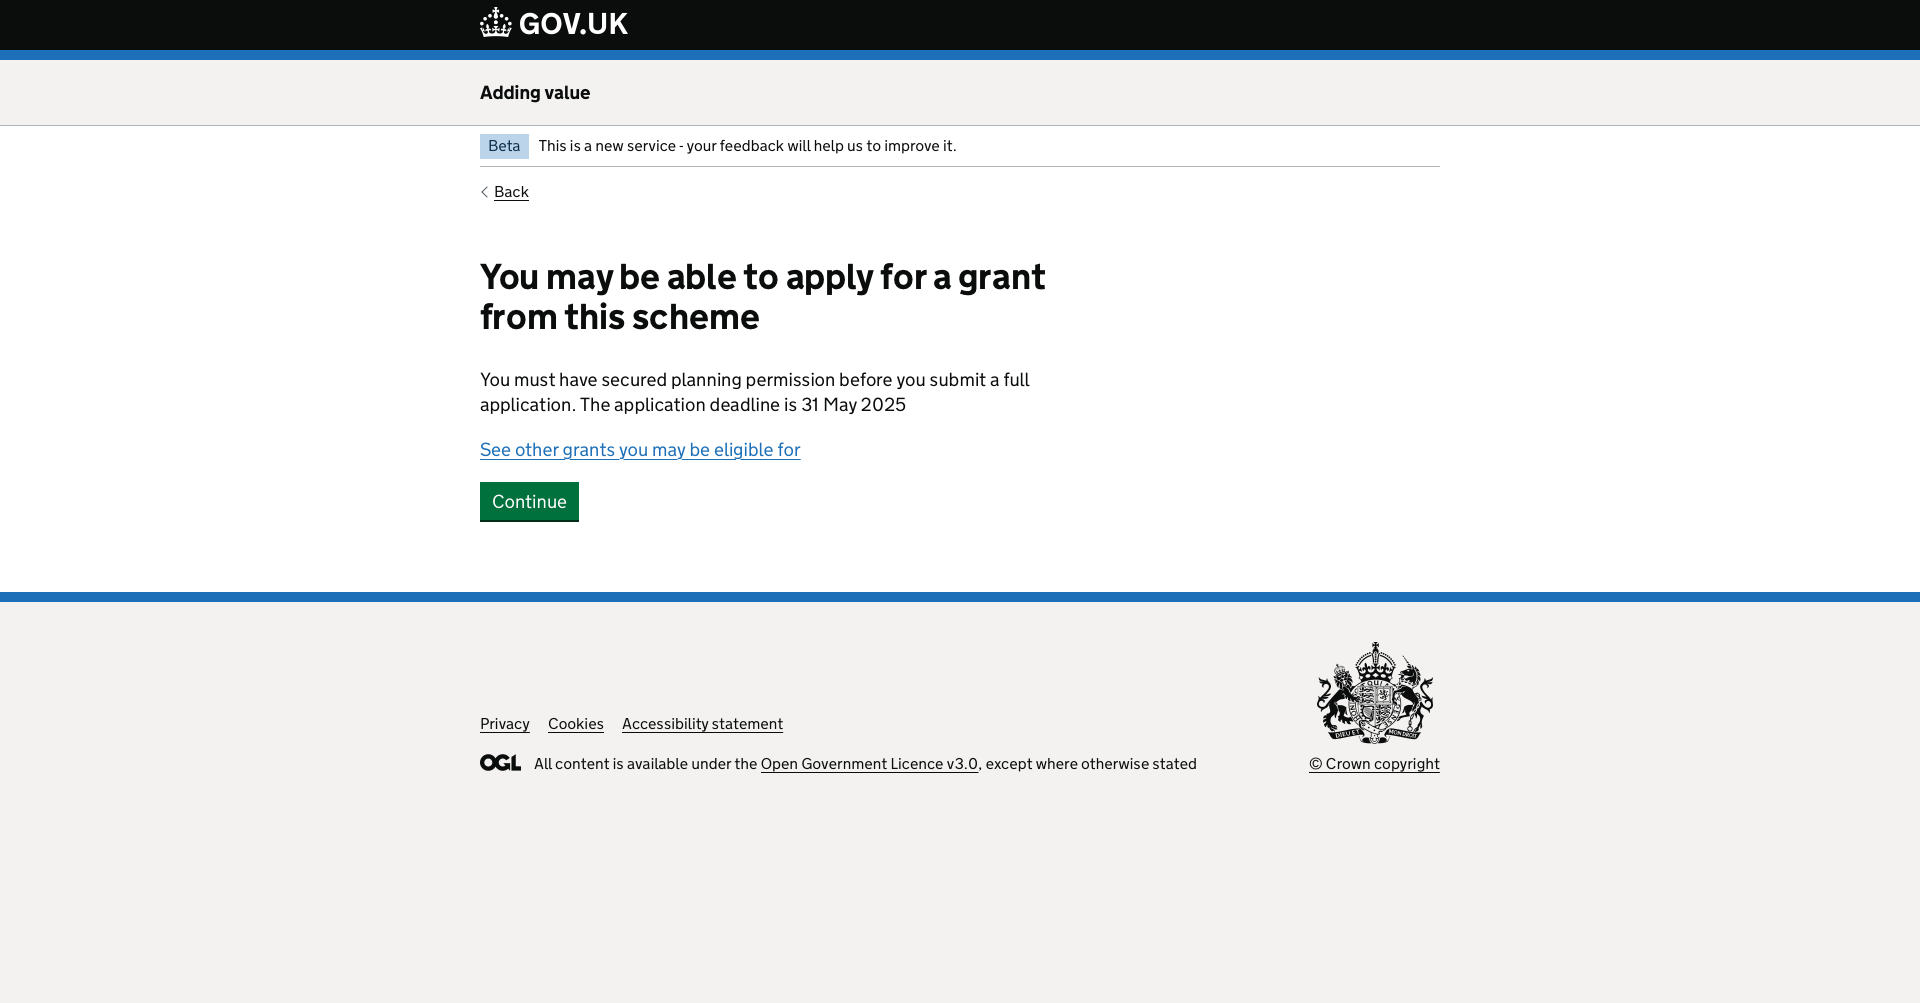 GOV.UK
Adding value
Beta This is a new service - your feedback will help us to improve it.
Back
You may be able to apply for a grant
from this scheme
You must have secured planning permission before you submit a full
application. The application deadline is 31 May 2025
See other grants you may be eligible for
Continue
Privacy Cookies Accessibility statement
OGL All content is available under the Open Government Licence v3.0, except where otherwise stated
DIEU ET MON DROIT
© Crown copyright